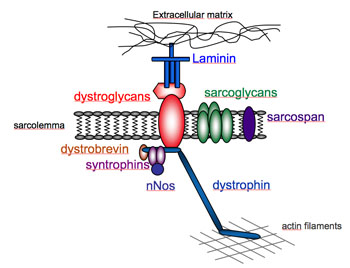 Extracellular matrix
Laminin
dystroglycans
sarcoglycans
sarcolemma
sarcospan
dystrobrevin
syntrophins
nNos
dystrophin
actin filaments